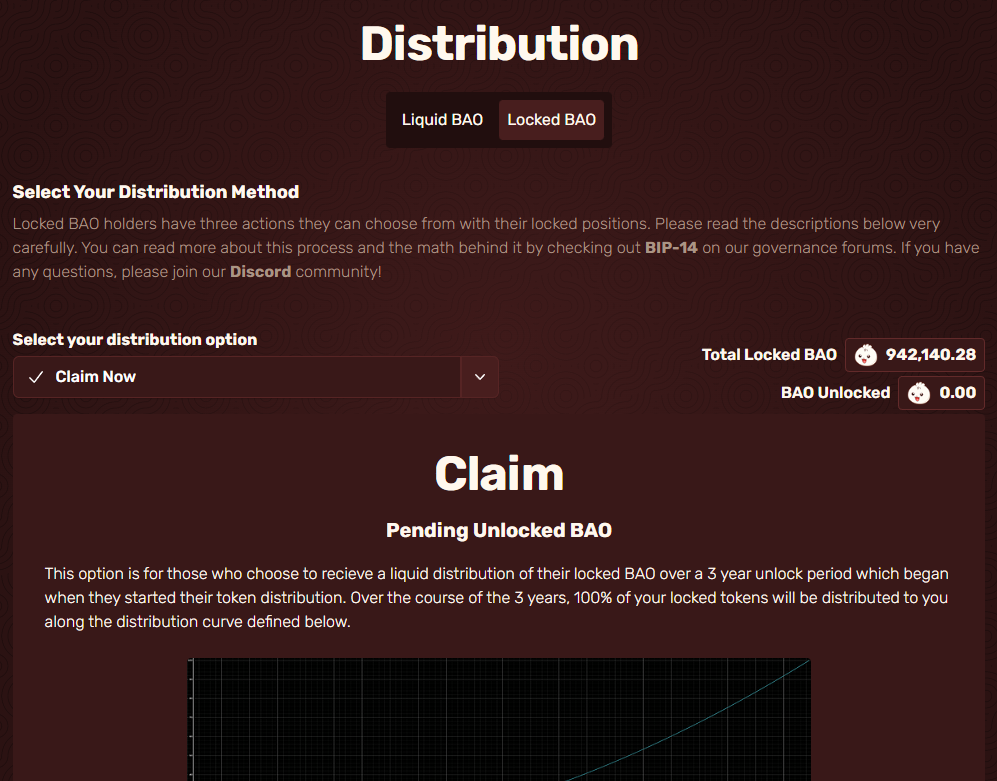 Distribution
Liquid BAO
Locked BAO
Select Your Distribution Method
Locked BAO holders have three actions they can choose from with their locked positions. Please read the descriptions below very
carefully. You can read more about this process and the math behind it by checking out BIP-14 on our governance forums. If you have
any questions, please join our Discord community!
Select your distribution option
Claim Now
Total Locked BAO 942,140.28
BAO Unlocked 0.00
Claim
Pending Unlocked BAO
This option is for those who choose to recieve a liquid distribution of their locked BAO over a 3 year unlock period which began
when they started their token distribution. Over the course of the 3 years, 100% of your locked tokens will be distributed to you
along the distribution curve defined below.